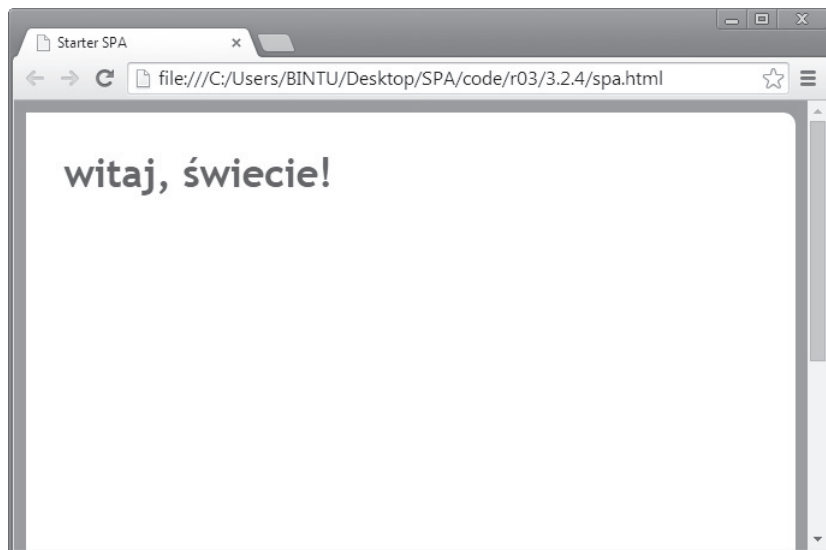 Starter SPA
file:///C:/Users/BINTU/Desktop/SPA/code/r03/3.2.4/spa.html
witaj, świecie!